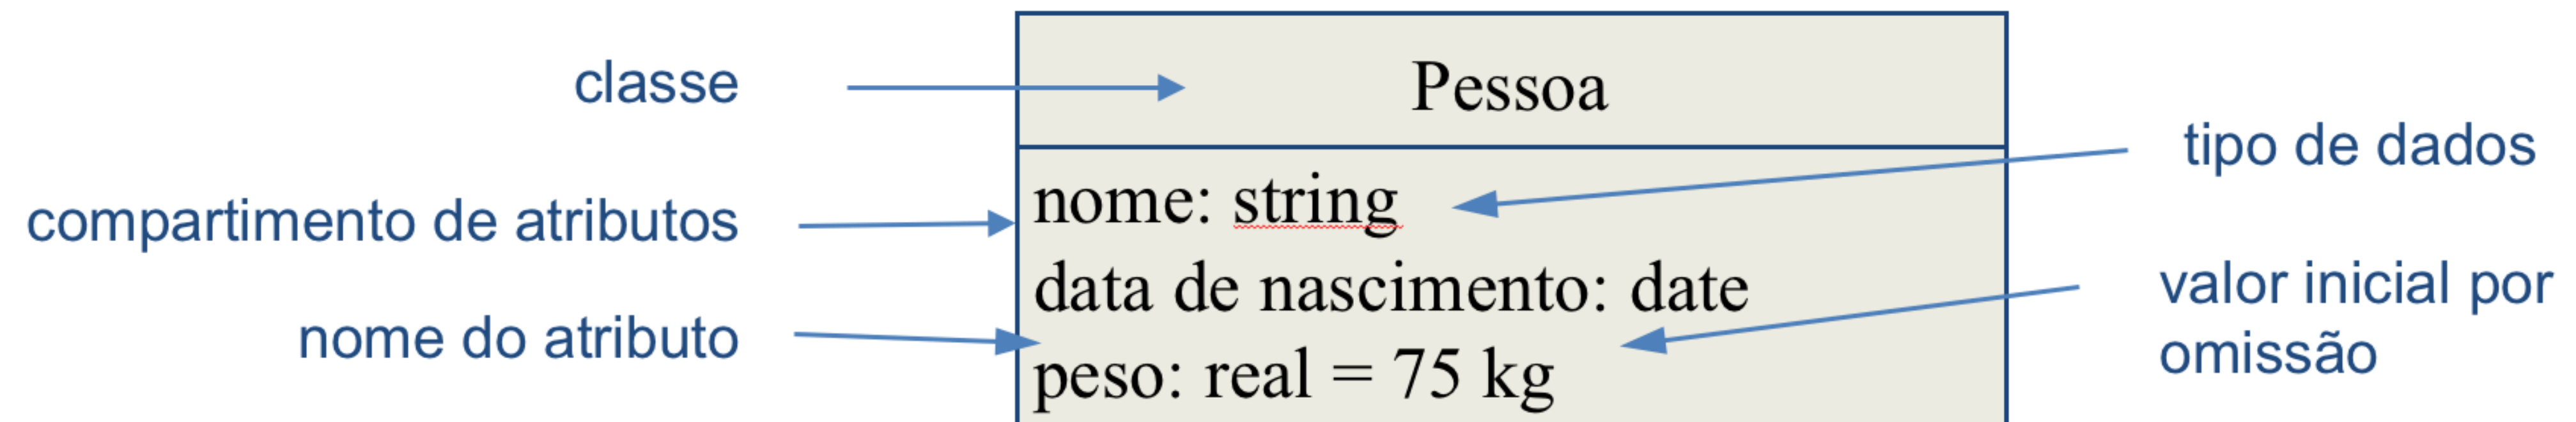 classe
Pessoa
tipo de dados
compartimento de atributos
nome: string
data de nascimento: date
valor inicial por
omissão
nome do atributo
peso: real = 75 kg